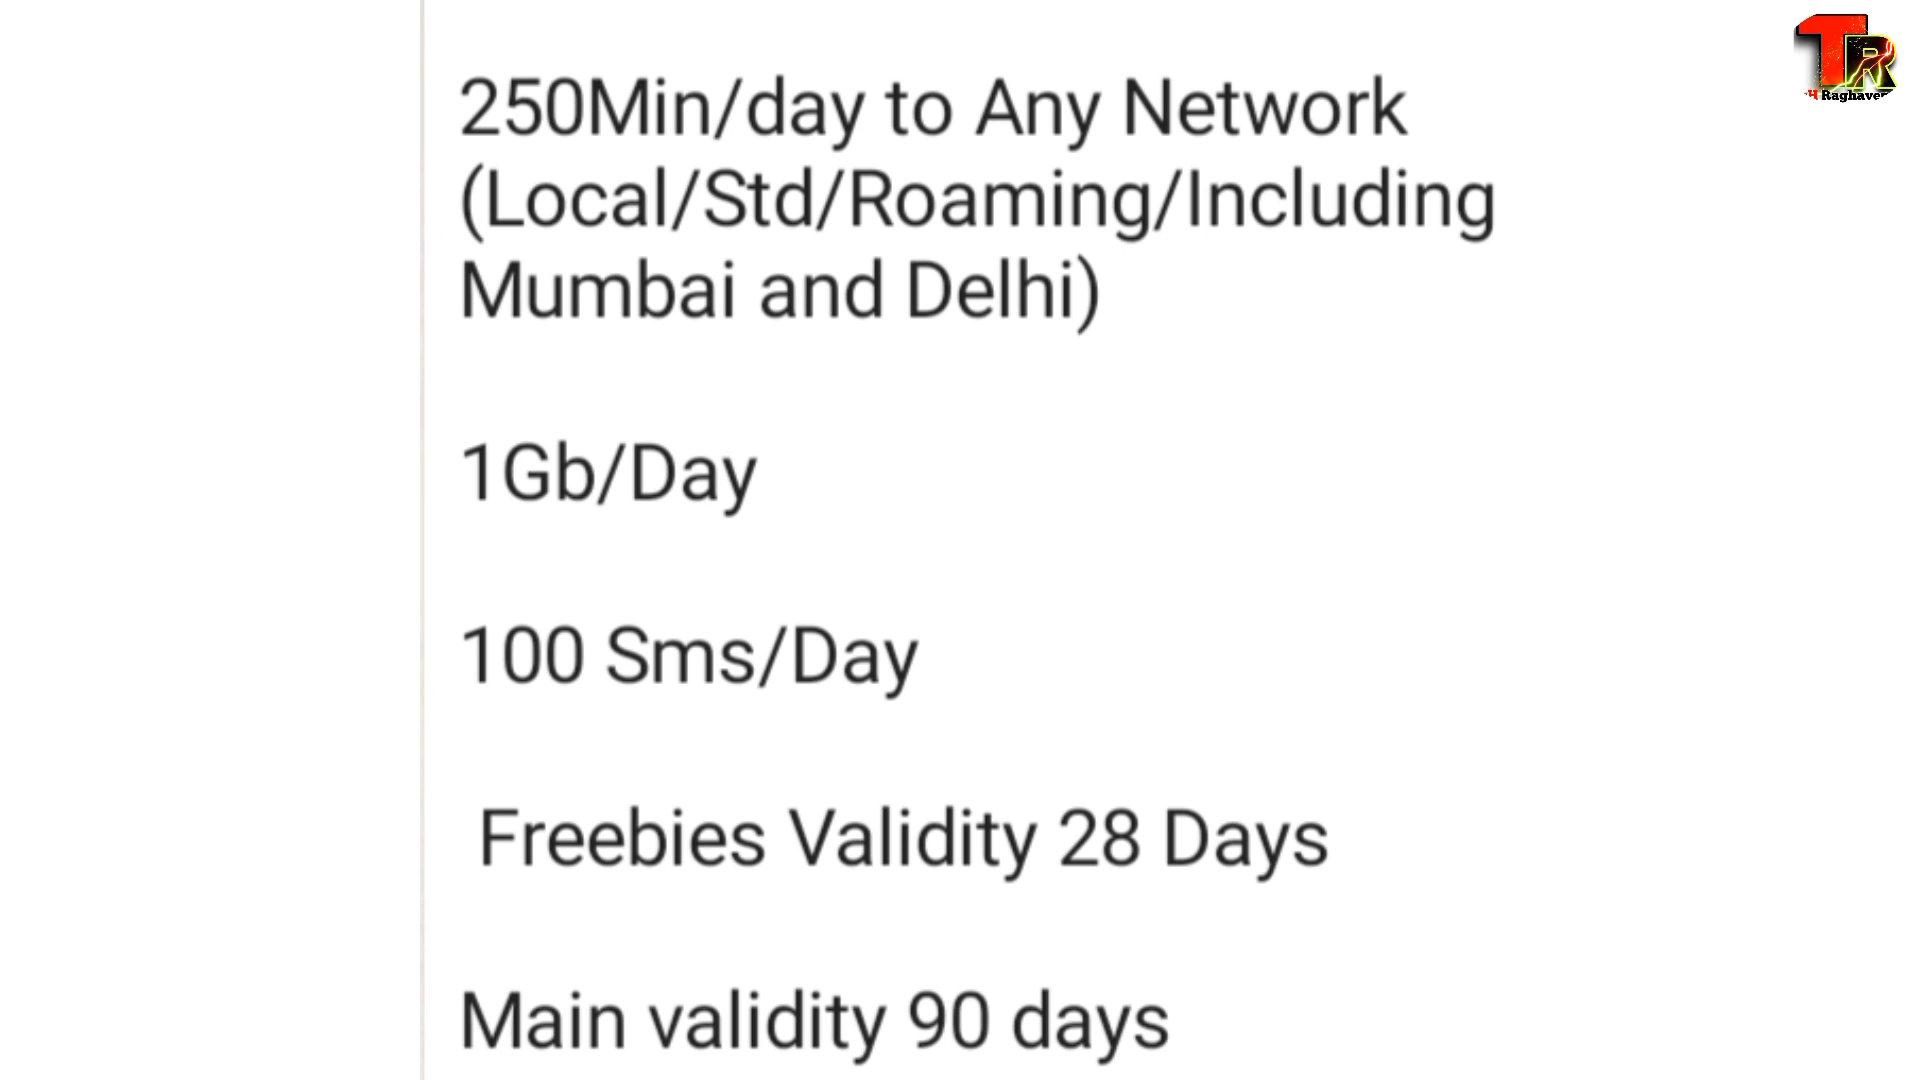 250Min/day to Any Network
(Local/Std/Roaming/Including
Mumbai and Delhi)
1Gb/Day
100 Sms/Day
Freebies Validity 28 Days
Main validity 90 days
TR
Raghaver